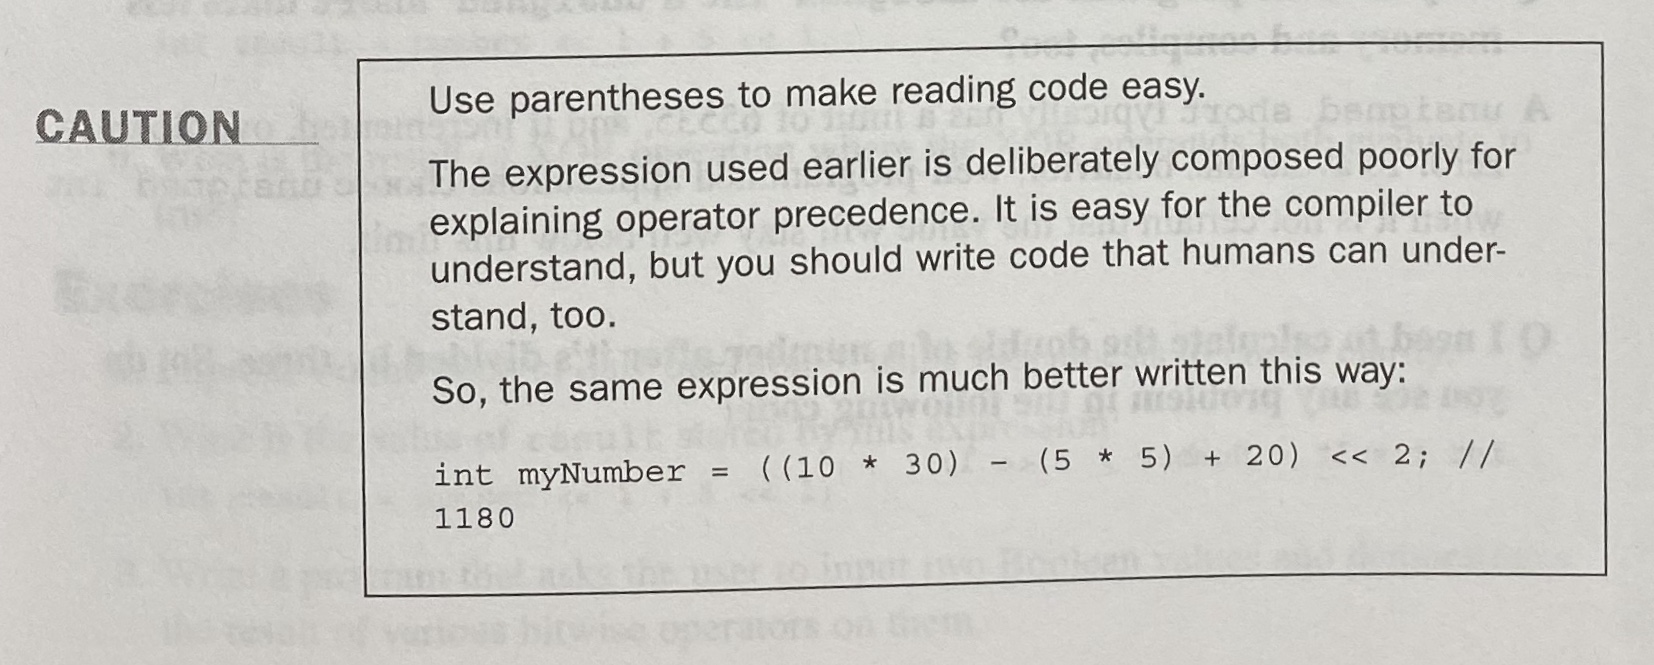 CAUTION
Use parentheses to make reading code easy.
The expression used earlier is deliberately composed poorly for
explaining operator precedence. It is easy for the compiler to
understand, but you should write code that humans can under-
stand, too.
So, the same expression is much better written this way:
int myNumber = ((10 * 30) - (5 * 5) + 20) << 2; //
1180